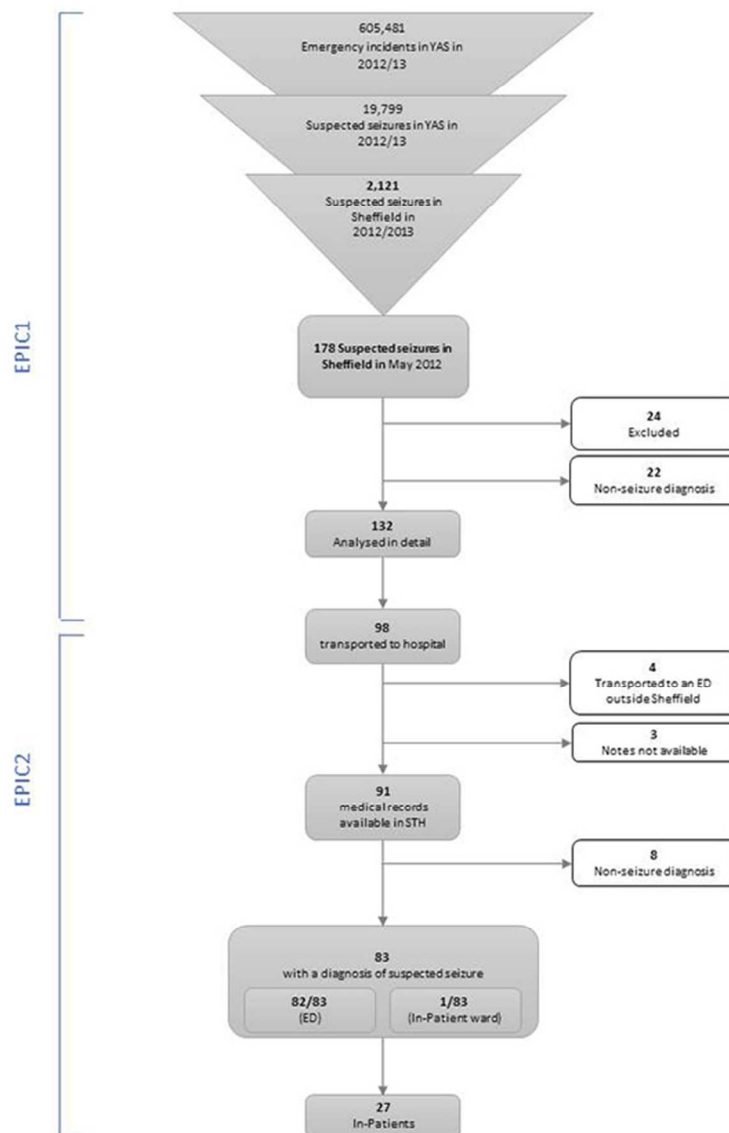 605,481
Emergency incidents in YAS in
2012/13
19,799
Suspected seizures in YAS in
2012/13
2,121
Suspected seizures in
Sheffield in
2012/2013
EPIC1
178 Suspected seizures in
Sheffield in May 2012
24
Excluded
22
Non-seizure diagnosis
132
Analysed in detail
98
transported to hospital
4
Transported to an ED
outside Sheffield
3
Notes not available
EPIC2
91
medical records
available in STH
8
Non-seizure diagnosis
83
with a diagnosis of suspected seizure
82/83
(ED)
1/83
(In-Patient ward)
27
In-Patients